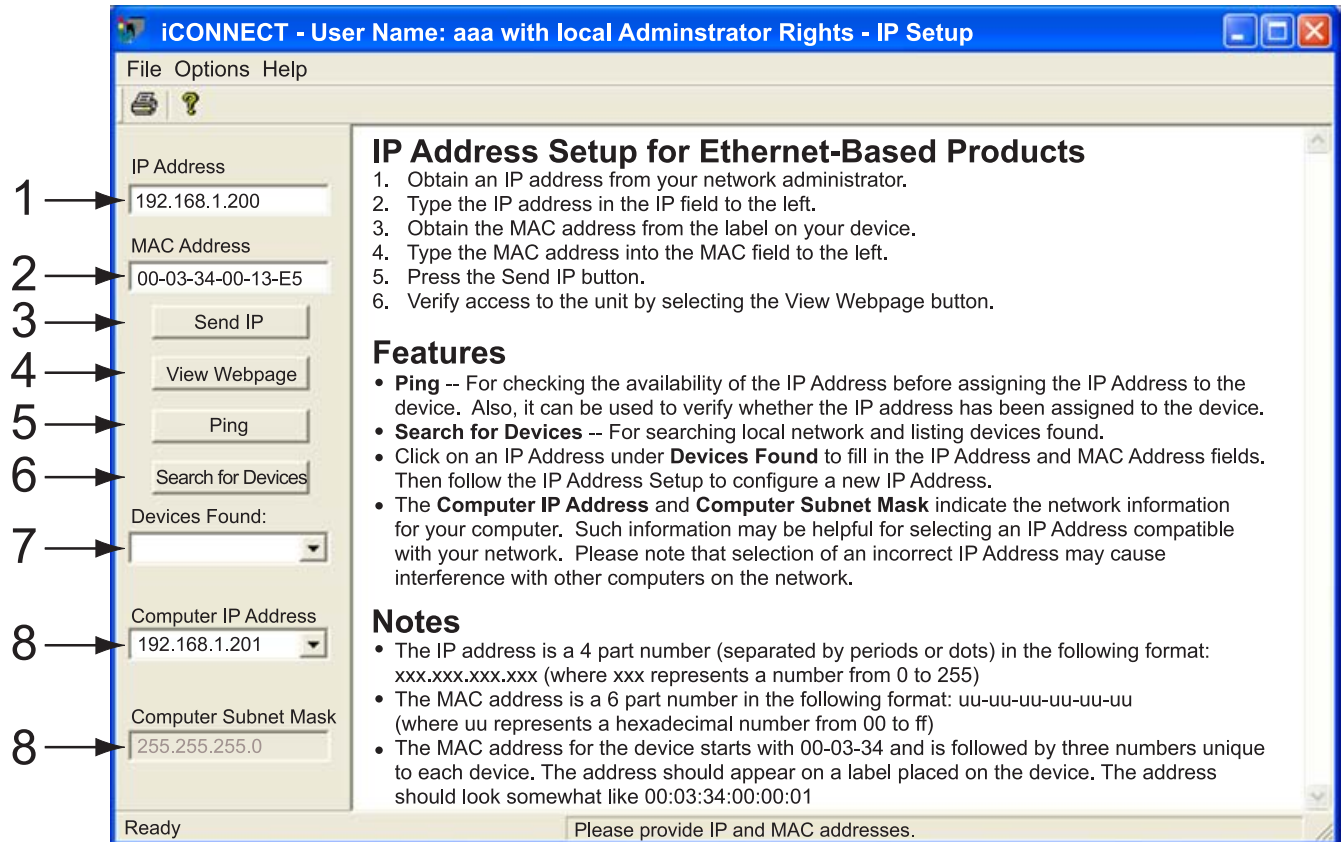 iCONNECT - User Name: aaa with local Adminstrator Rights - IP Setup
File Options Help
IP Address
1
192.168.1.200
MAC Address
2
00-03-34-00-13-E5
3
Send IP
4
View Webpage
5
Ping
6
Search for Devices
Devices Found:
7
Computer IP Address
8
192.168.1.201
Computer Subnet Mask
8
255.255.255.0
IP Address Setup for Ethernet-Based Products
1. Obtain an IP address from your network administrator.
2. Type the IP address in the IP field to the left.
3. Obtain the MAC address from the label on your device.
4. Type the MAC address into the MAC field to the left.
5. Press the Send IP button.
6. Verify access to the unit by selecting the View Webpage button.
Features
• Ping -- For checking the availability of the IP Address before assigning the IP Address to the
device. Also, it can be used to verify whether the IP address has been assigned to the device.
• Search for Devices -- For searching local network and listing devices found.
• Click on an IP Address under Devices Found to fill in the IP Address and MAC Address fields.
Then follow the IP Address Setup to configure a new IP Address.
• The Computer IP Address and Computer Subnet Mask indicate the network information
for your computer. Such information may be helpful for selecting an IP Address compatible
with your network. Please note that selection of an incorrect IP Address may cause
interference with other computers on the network.
Notes
• The IP address is a 4 part number (separated by periods or dots) in the following format:
xxx.xxx.xxx.xxx (where xxx represents a number from 0 to 255)
• The MAC address is a 6 part number in the following format: uu-uu-uu-uu-uu-uu
(where uu represents a hexadecimal number from 00 to ff)
• The MAC address for the device starts with 00-03-34 and is followed by three numbers unique
to each device. The address should appear on a label placed on the device. The address
should look somewhat like 00:03:34:00:00:01
Ready
Please provide IP and MAC addresses.